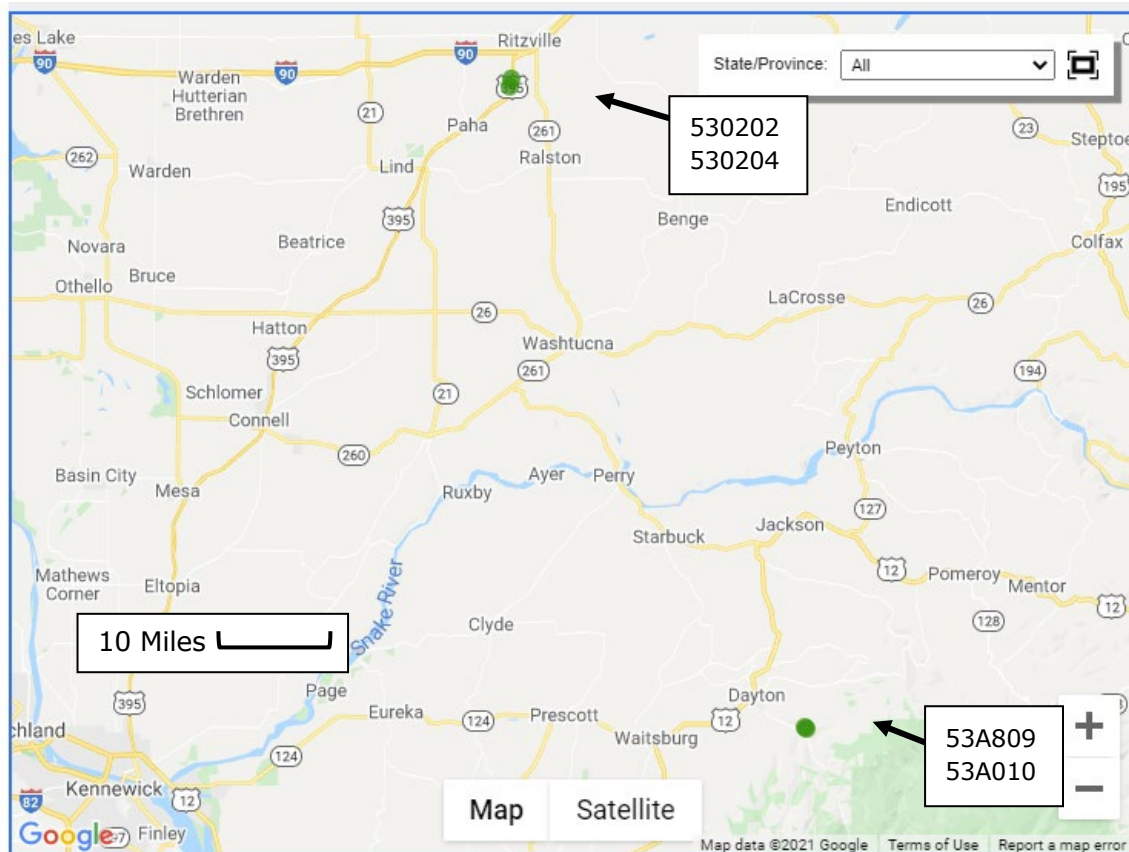 es Lake
90
90
90
Ritzville
Warden
Hutterian
Brethren
State/Province:
All
395
21
Paha
261
530202
530204
23
Steptoe
262
Warden
Lind
Ralston
195
395
Benge
Endicott
Novara
Beatrice
Colfax
Bruce
Othello
LaCrosse
26
26
Hatton
Washtucna
395
261
194
Schlomer
21
Connell
260
Peyton
Basin City
Mesa
Ruxby
Ayer
Perry
127
Starbuck
Jackson
12
Mathews
Corner
Eltopia
Pomeroy
Mentor
12
128
Snake River
10 Miles
Clyde
Page
395
Eureka
124
Prescott
Dayton
12
Waitsburg
53A809
53A010
+
−
chland
124
Kennewick
12
82
Map
Satellite
Google
Finley
Map data ©2021 Google
Terms of Use
Report a map error